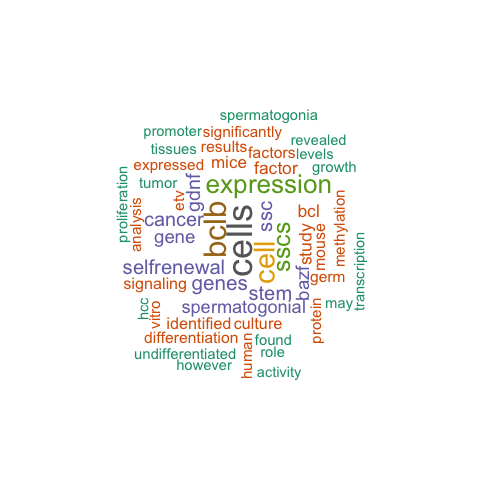 spermatogonia
promoter
significantly
revealed
tissues
results
factors
levels
expressed
mice
factor
growth
tumor
etv
gdnf
expression
proliferation
analysis
cancer
bclb
cells
ssc
bcl
gene
cell
sscs
study
mouse
methylation
selfrenewal
signaling
genes
stem
bazf
germ
transcription
hcc
vitro
spermatogonial
protein
may
identified
culture
differentiation
found
undifferentiated
role
however
human
activity